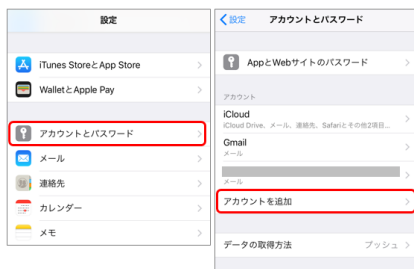 設定
iTunes StoreとApp Store
WalletとApple Pay
アカウントとパスワード
メール
連絡先
カレンダー
メモ
設定
アカウントとパスワード
AppとWebサイトのパスワード
アカウント
iCloud
iCloud Drive、メール、連絡先、Safariとその他2項目...
Gmail
メール
メール
アカウントを追加
データの取得方法 プッシュ